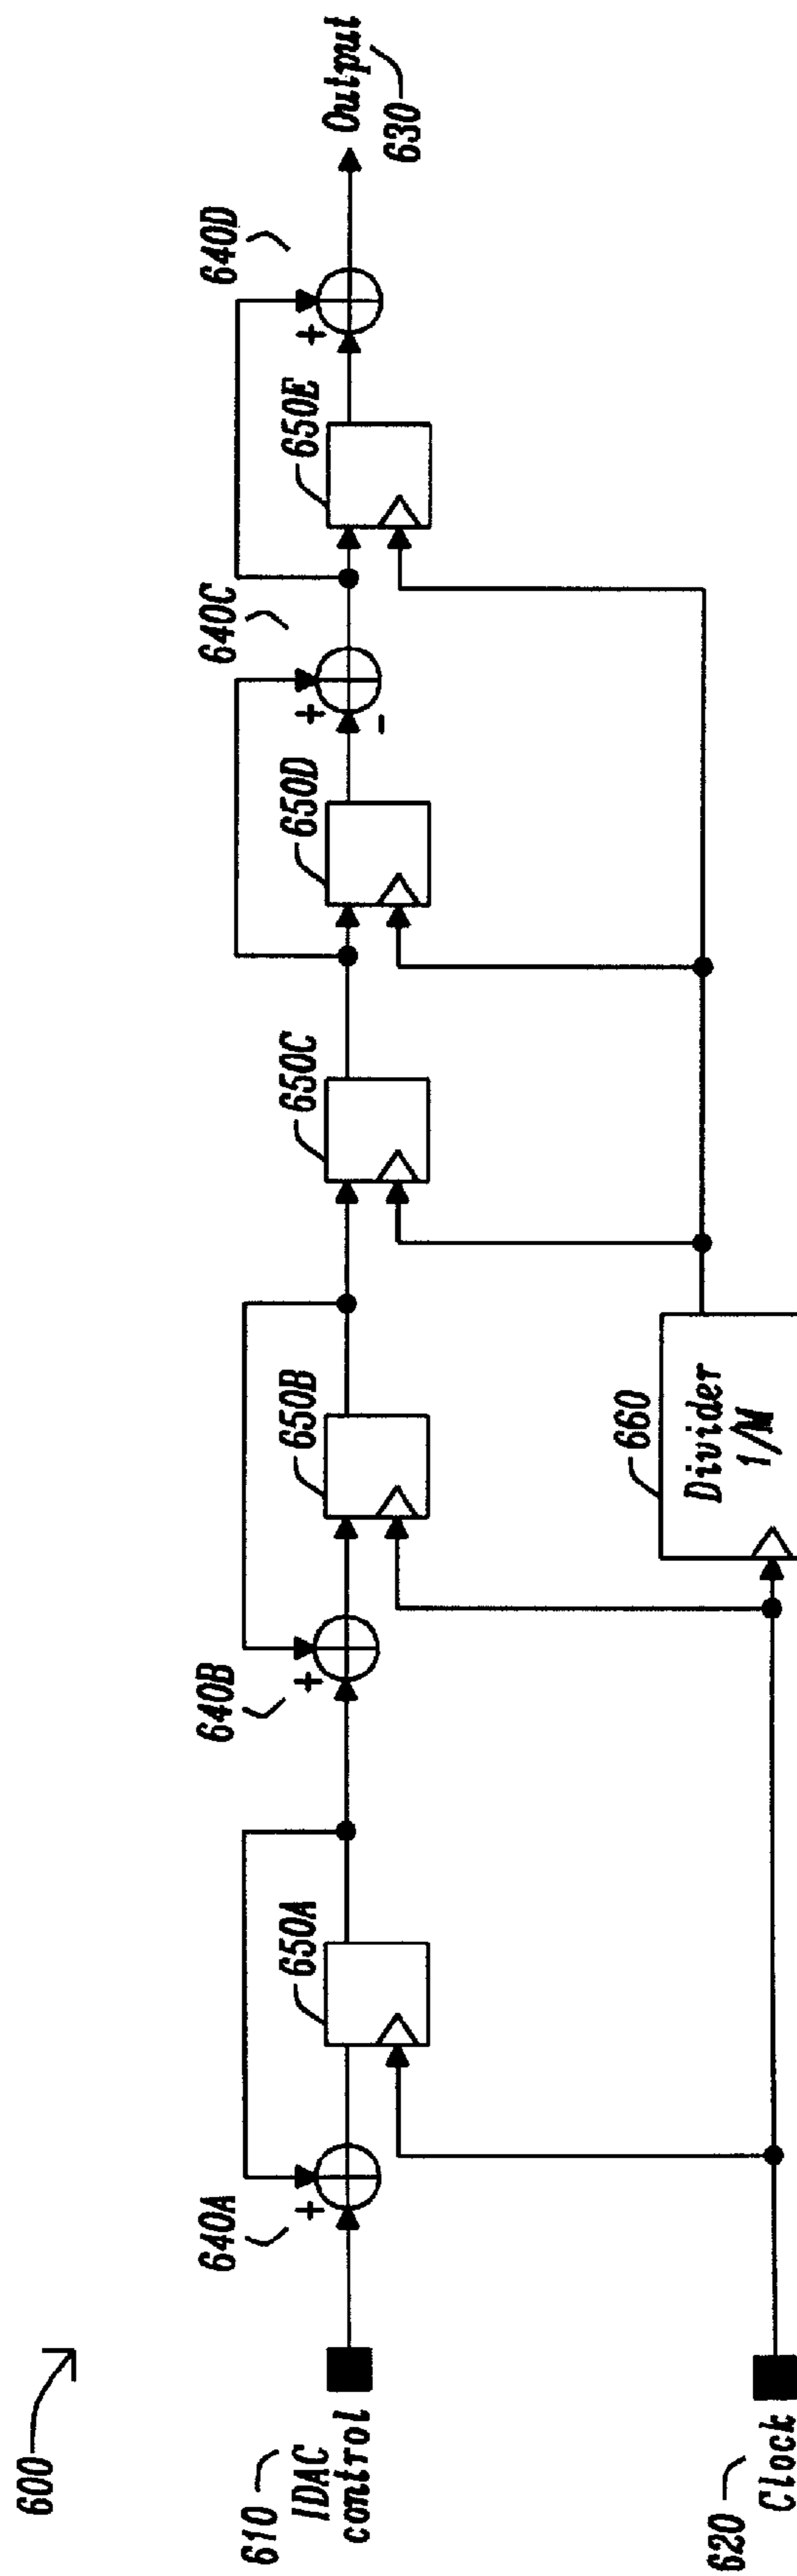 600
610
IDAC
control
640A
+
650A
640B
+
650B
650C
650D
640C
+
-
650E
640D
+
Output
630
620
Clock
660
Divider
1/M